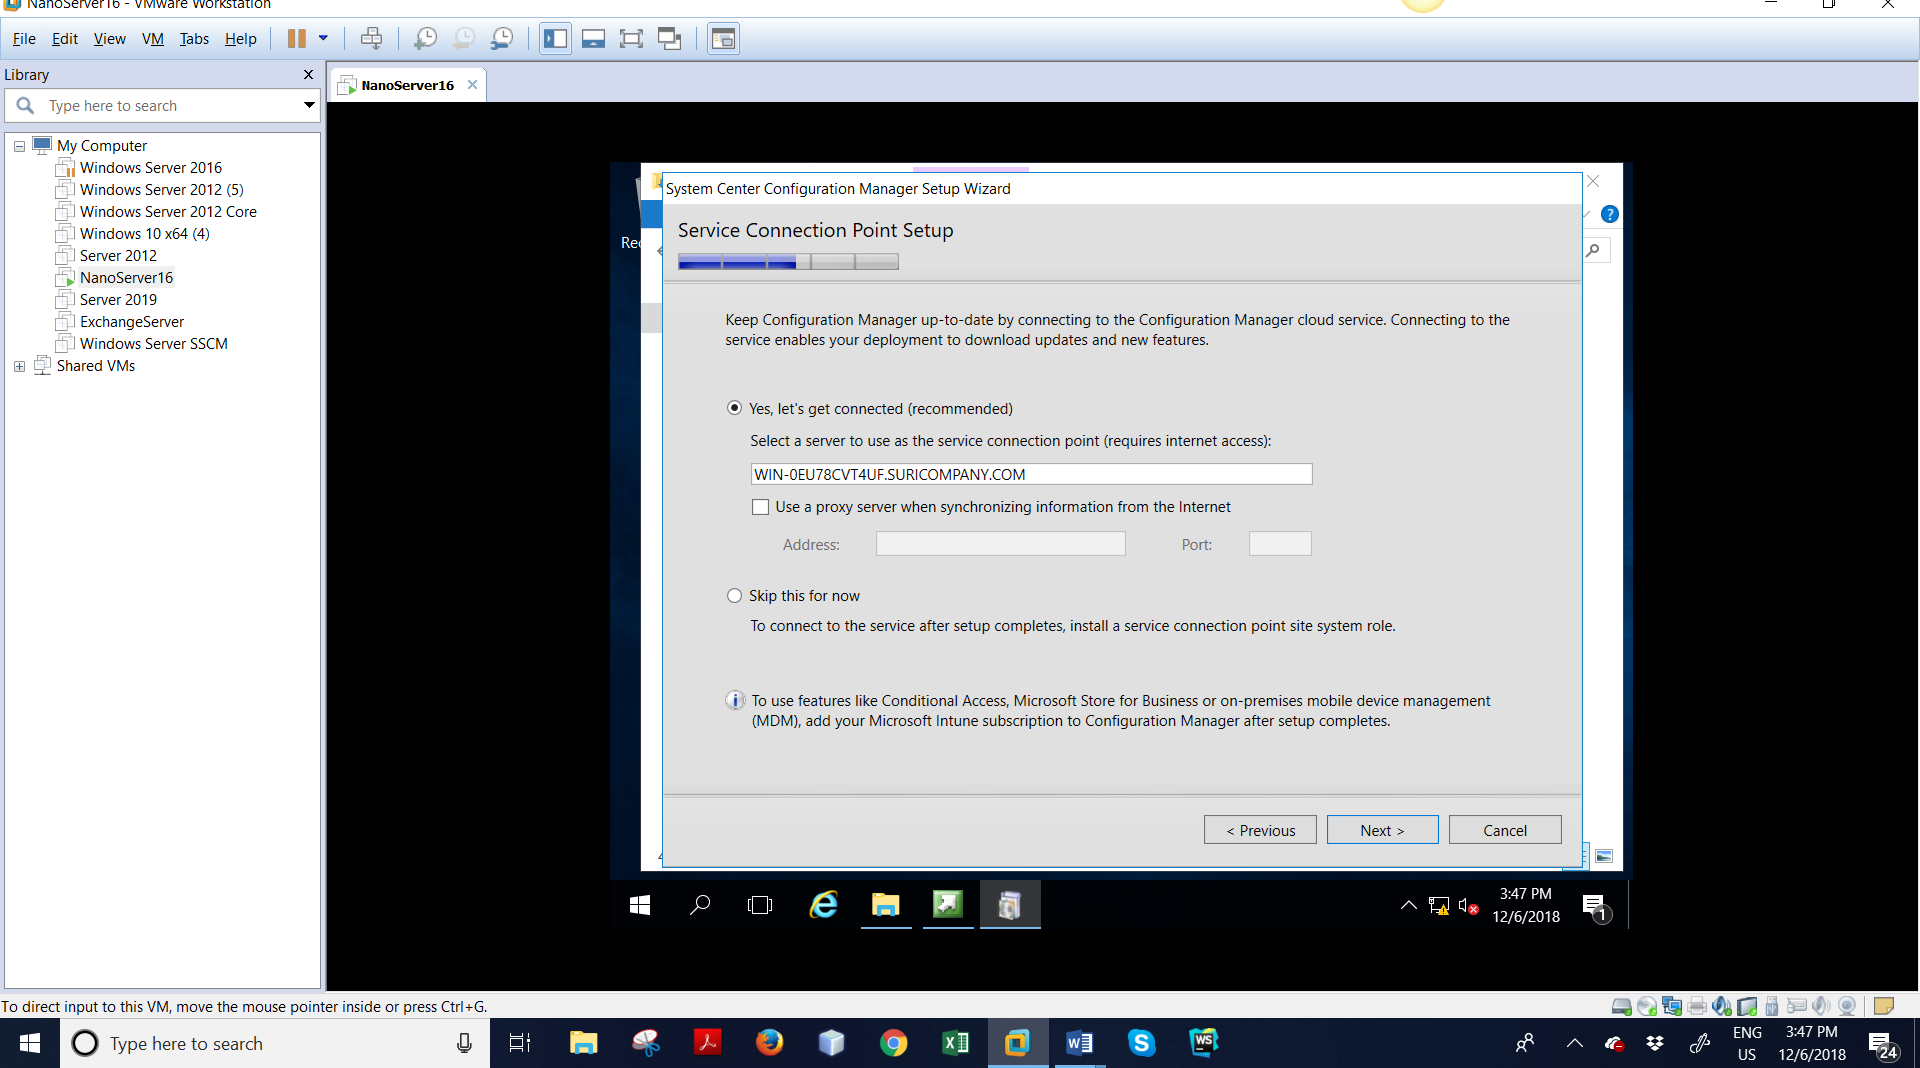 NanoServer16 - VMware Workstation
File Edit View VM Tabs Help
Library
Type here to search
NanoServer16
My Computer
Windows Server 2016
Windows Server 2012 (5)
Windows Server 2012 Core
Windows 10 x64 (4)
Server 2012
NanoServer16
Server 2019
ExchangeServer
Windows Server SSCM
Shared VMs
Rec
System Center Configuration Manager Setup Wizard
Service Connection Point Setup
Keep Configuration Manager up-to-date by connecting to the Configuration Manager cloud service. Connecting to the
service enables your deployment to download updates and new features.
Yes, let's get connected (recommended)
Select a server to use as the service connection point (requires internet access):
WIN-0EU78CVT4UF.SURICOMPANY.COM
Use a proxy server when synchronizing information from the Internet
Address: Port:
Skip this for now
To connect to the service after setup completes, install a service connection point site system role.
To use features like Conditional Access, Microsoft Store for Business or on-premises mobile device management
(MDM), add your Microsoft Intune subscription to Configuration Manager after setup completes.
< Previous Next > Cancel
3:47 PM
12/6/2018
1
To direct input to this VM, move the mouse pointer inside or press Ctrl+G.
Type here to search
WS
ENG
US
3:47 PM
12/6/2018
24